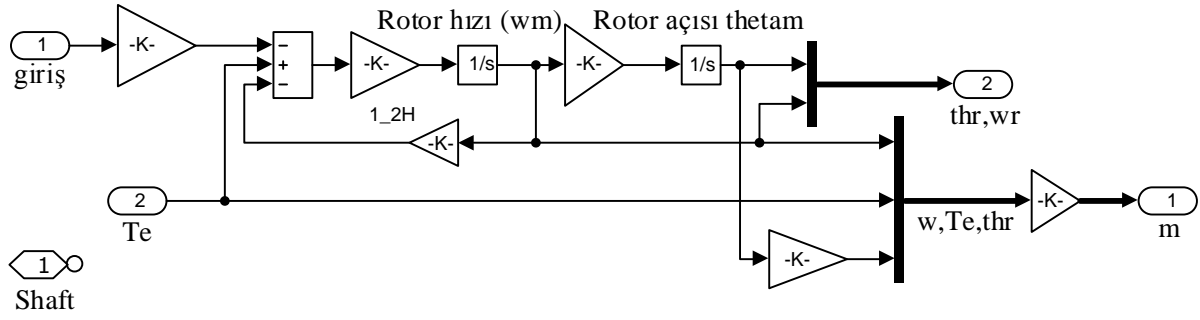 Rotor hızı (wm)
Rotor açısı thetam
1
giriş
-K-
−
+
−
-K-
1/s
-K-
1/s
2
thr,wr
1_2H
-K-
2
Te
w,Te,thr
-K-
1
m
-K-
1
Shaft